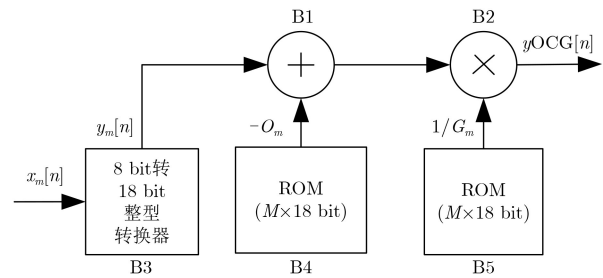 B1
B2
yOCG[n]
yₘ[n]
−Oₘ
1/Gₘ
xₘ[n]
8 bit转
18 bit
整型
转换器
ROM
(M×18 bit)
ROM
(M×18 bit)
B3
B4
B5